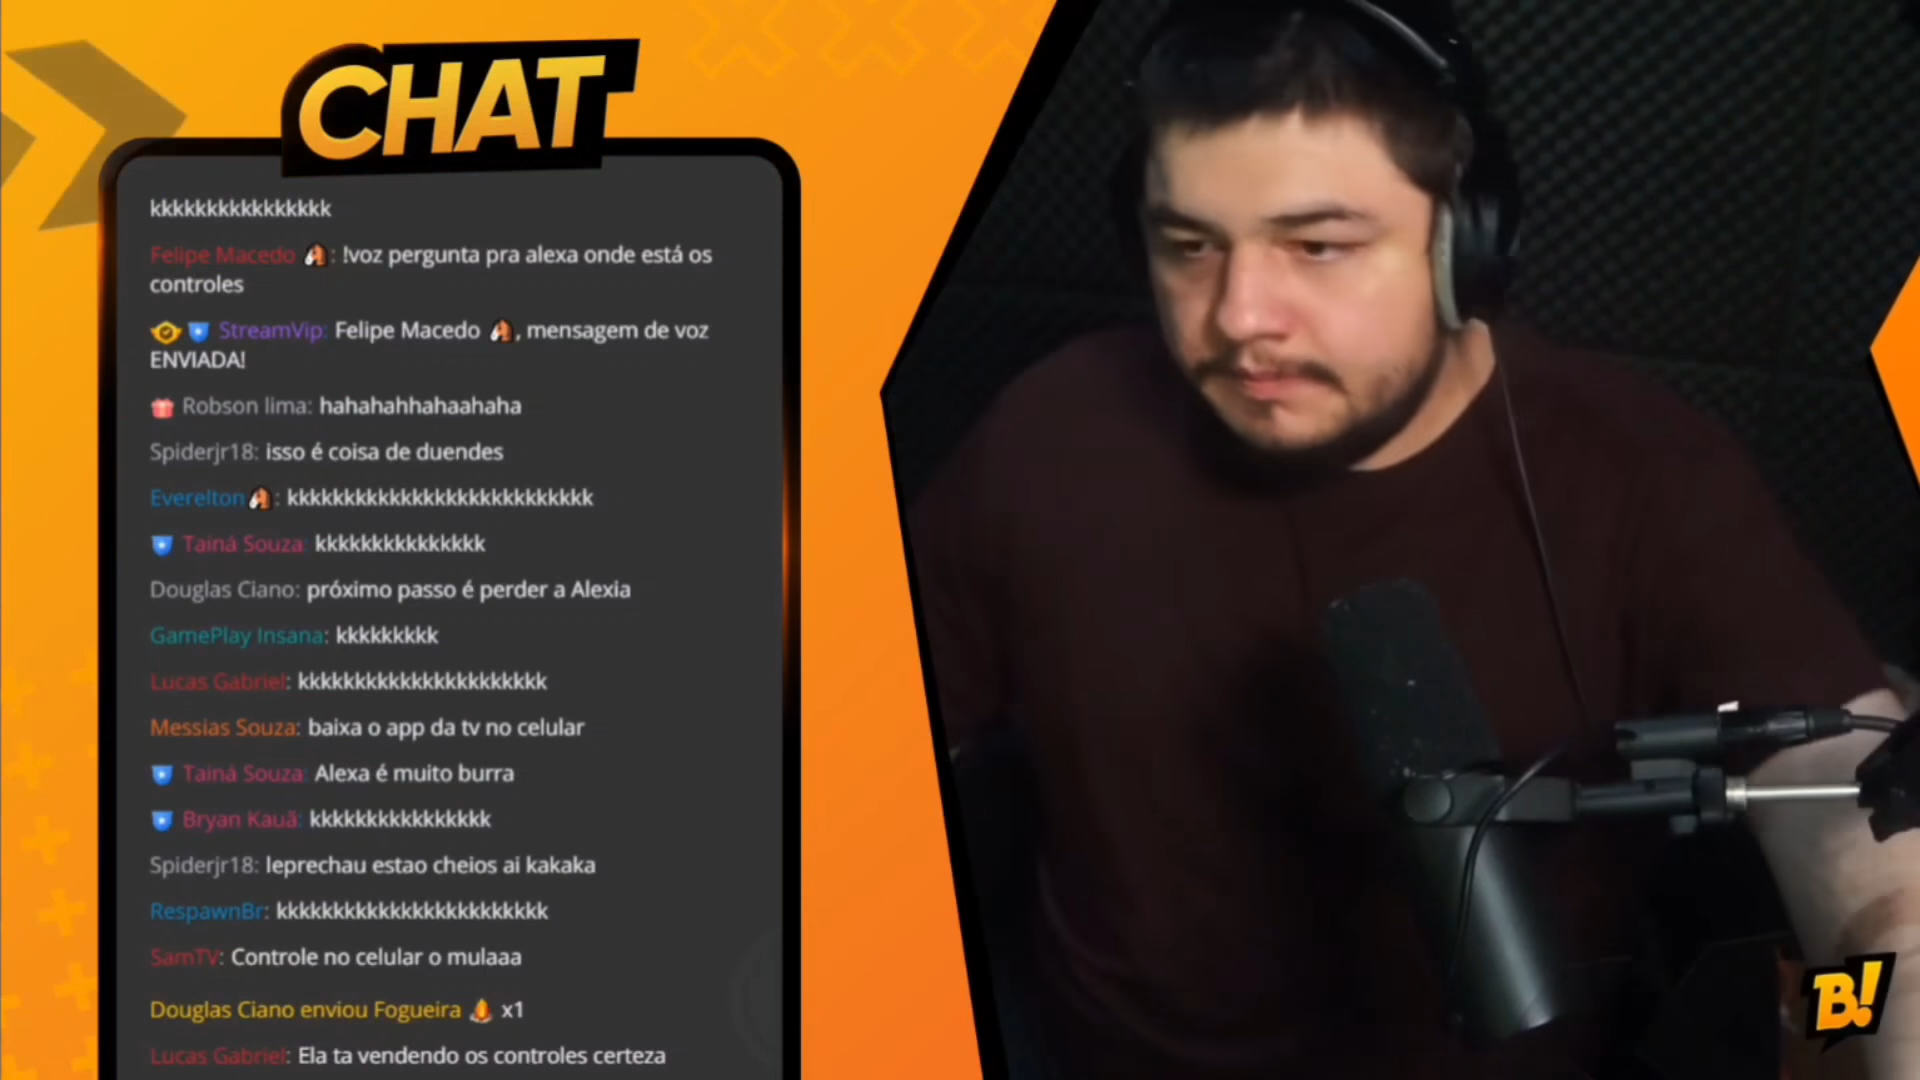 CHAT
kkkkkkkkkkkkkkkk
Felipe Macedo : !voz pergunta pra alexa onde está os
controles
StreamVip: Felipe Macedo , mensagem de voz
ENVIADA!
Robson lima: hahahahhahaahaha
Spiderjr18: isso é coisa de duendes
Everelton : kkkkkkkkkkkkkkkkkkkkkkkkkkk
Tainá Souza: kkkkkkkkkkkkkkk
Douglas Ciano: próximo passo é perder a Alexia
GamePlay Insana: kkkkkkkkk
Lucas Gabriel: kkkkkkkkkkkkkkkkkkkkkk
Messias Souza: baixa o app da tv no celular
Tainá Souza: Alexa é muito burra
Bryan Kauã: kkkkkkkkkkkkkkkk
Spiderjr18: leprechau estao cheios ai kakaka
RespawnBr: kkkkkkkkkkkkkkkkkkkkkkkk
SamTV: Controle no celular o mulaaa
Douglas Ciano enviou Fogueira x1
Lucas Gabriel: Ela ta vendendo os controles certeza
B!